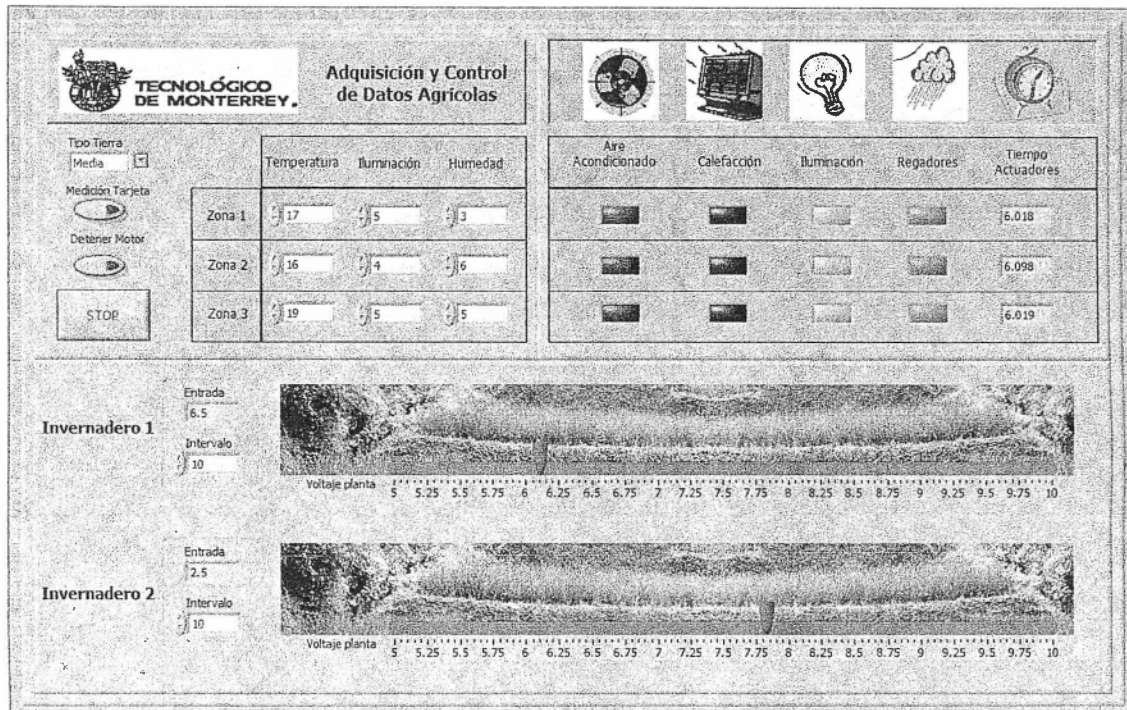 TECNOLÓGICO
DE MONTERREY.
Adquisición y Control
de Datos Agrícolas
Tipo Tierra
Media
Medición Tarjeta
Detener Motor
STOP
Temperatura Iluminación Humedad
Zona 1 17 5 3
Zona 2 16 4 6
Zona 3 19 5 5
Aire
Acondicionado Calefacción Iluminación Regadores Tiempo
Actuadores
6.018
6.098
6.019
Invernadero 1
Entrada
6.5
Intervalo
10
Voltaje planta
5 5.25 5.5 5.75 6 6.25 6.5 6.75 7 7.25 7.5 7.75 8 8.25 8.5 8.75 9 9.25 9.5 9.75 10
Invernadero 2
Entrada
2.5
Intervalo
10
Voltaje planta
5 5.25 5.5 5.75 6 6.25 6.5 6.75 7 7.25 7.5 7.75 8 8.25 8.5 8.75 9 9.25 9.5 9.75 10